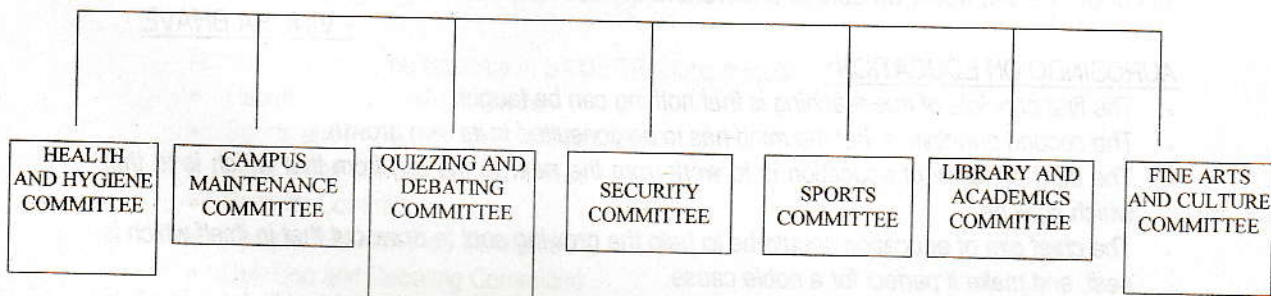 HEALTH
AND HYGIENE
COMMITTEE
CAMPUS
MAINTENANCE
COMMITTEE
QUIZZING AND
DEBATING
COMMITTEE
SECURITY
COMMITTEE
SPORTS
COMMITTEE
LIBRARY AND
ACADEMICS
COMMITTEE
FINE ARTS
AND CULTURE
COMMITTEE